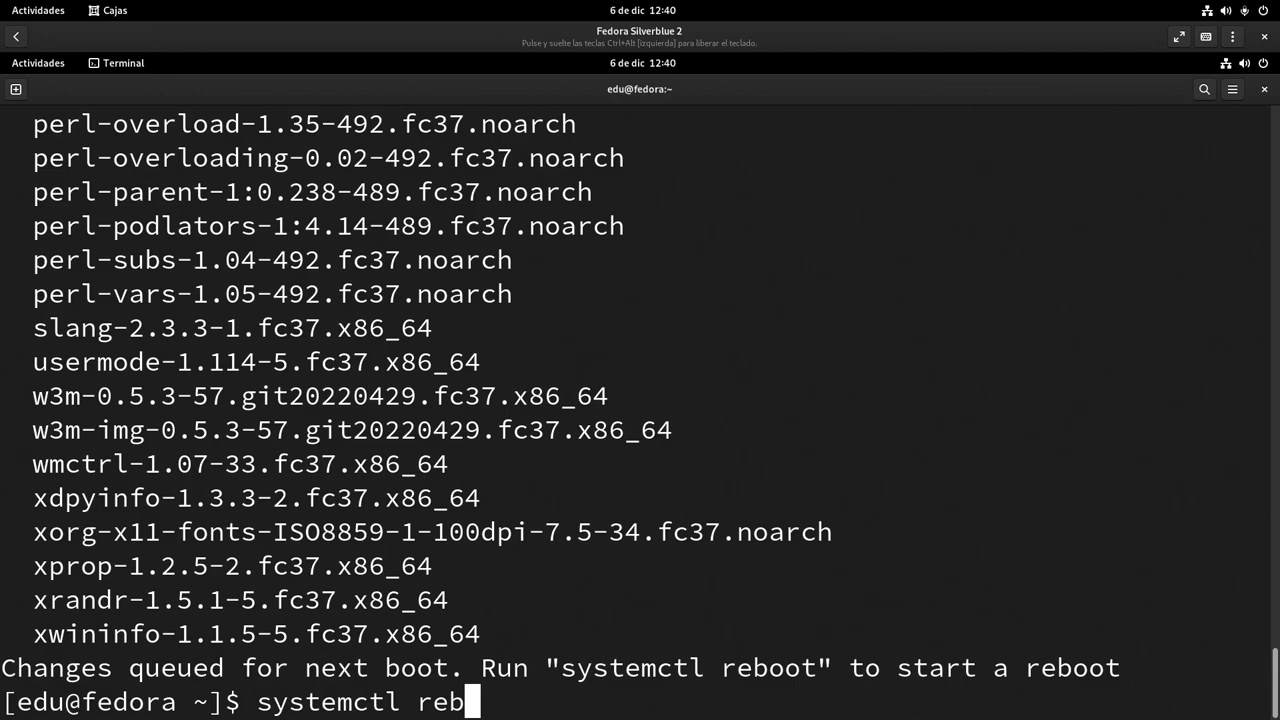 Actividades Cajas 6 de dic 12:40
Fedora Silverblue 2
Pulse y suelte las teclas Ctrl+Alt [izquierda] para liberar el teclado.
Actividades Terminal 6 de dic 12:40
edu@fedora:~
perl-overload-1.35-492.fc37.noarch
perl-overloading-0.02-492.fc37.noarch
perl-parent-1:0.238-489.fc37.noarch
perl-podlators-1:4.14-489.fc37.noarch
perl-subs-1.04-492.fc37.noarch
perl-vars-1.05-492.fc37.noarch
slang-2.3.3-1.fc37.x86_64
usermode-1.114-5.fc37.x86_64
w3m-0.5.3-57.git20220429.fc37.x86_64
w3m-img-0.5.3-57.git20220429.fc37.x86_64
wmctrl-1.07-33.fc37.x86_64
xdpyinfo-1.3.3-2.fc37.x86_64
xorg-x11-fonts-ISO8859-1-100dpi-7.5-34.fc37.noarch
xprop-1.2.5-2.fc37.x86_64
xrandr-1.5.1-5.fc37.x86_64
xwininfo-1.1.5-5.fc37.x86_64
Changes queued for next boot. Run "systemctl reboot" to start a reboot
[edu@fedora ~]$ systemctl reb